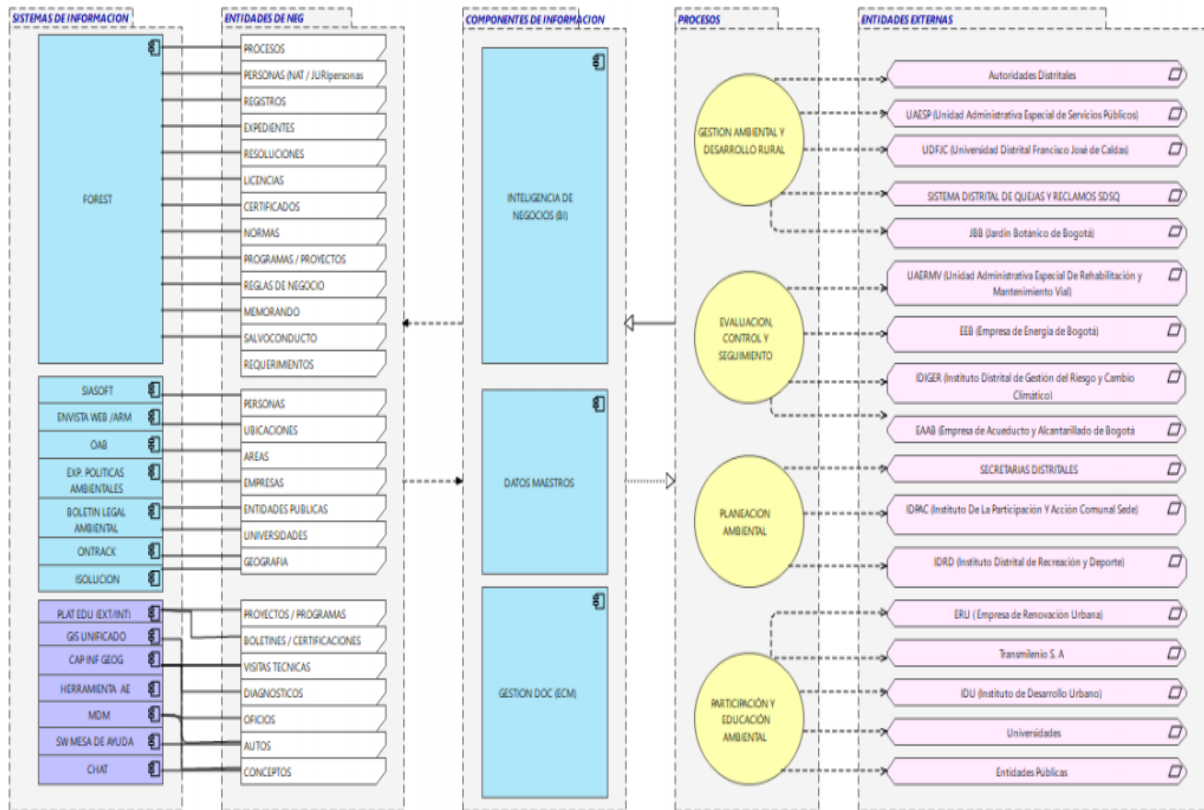 SISTEMAS DE INFORMACION
ENTIDADES DE NEG
COMPONENTES DE INFORMACION
PROCESOS
ENTIDADES EXTERNAS
FOREST
SIASOFT
ENVISTA WEB /ARM
OAB
EXP. POLITICAS
AMBIENTALES
BOLETIN LEGAL
AMBIENTAL
ONTRACK
ISOLUCION
PLAT EDU (EXT/INT)
GIS UNIFICADO
CAP INF GEOG
HERRAMIENTA AE
MDM
SW MESA DE AYUDA
CHAT
PROCESOS
PERSONAS (NAT / JURIpersonas
REGISTROS
EXPEDIENTES
RESOLUCIONES
LICENCIAS
CERTIFICADOS
NORMAS
PROGRAMAS / PROYECTOS
REGLAS DE NEGOCIO
MEMORANDO
SALVOCONDUCTO
REQUERIMIENTOS
PERSONAS
UBICACIONES
AREAS
EMPRESAS
ENTIDADES PUBLICAS
UNIVERSIDADES
GEOGRAFIA
PROYECTOS / PROGRAMAS
BOLETINES / CERTIFICACIONES
VISITAS TECNICAS
DIAGNOSTICOS
OFICIOS
AUTOS
CONCEPTOS
INTELIGENCIA DE
NEGOCIOS (BI)
DATOS MAESTROS
GESTION DOC (ECM)
GESTION AMBIENTAL Y
DESARROLLO RURAL
EVALUACION,
CONTROL Y
SEGUIMIENTO
PLANEACION
AMBIENTAL
PARTICIPACIÓN Y
EDUCACIÓN
AMBIENTAL
Autoridades Distritales
UAESP (Unidad Administrativa Especial de Servicios Públicos)
UDFJC (Universidad Distrital Francisco José de Caldas)
SISTEMA DISTRITAL DE QUEJAS Y RECLAMOS SDSQ
JBB (Jardín Botánico de Bogotá)
UAERMV (Unidad Administrativa Especial De Rehabilitación y
Mantenimiento Vial)
EEB (Empresa de Energía de Bogotá)
IDIGER (Instituto Distrital de Gestión del Riesgo y Cambio
Climático)
EAAB (Empresa de Acueducto y Alcantarillado de Bogotá
SECRETARIAS DISTRITALES
IDPAC (Instituto De La Participación Y Acción Comunal Sede)
IDRD (Instituto Distrital de Recreación y Deporte)
ERU ( Empresa de Renovación Urbana)
Transmilenio S. A
IDU (Instituto de Desarrollo Urbano)
Universidades
Entidades Públicas